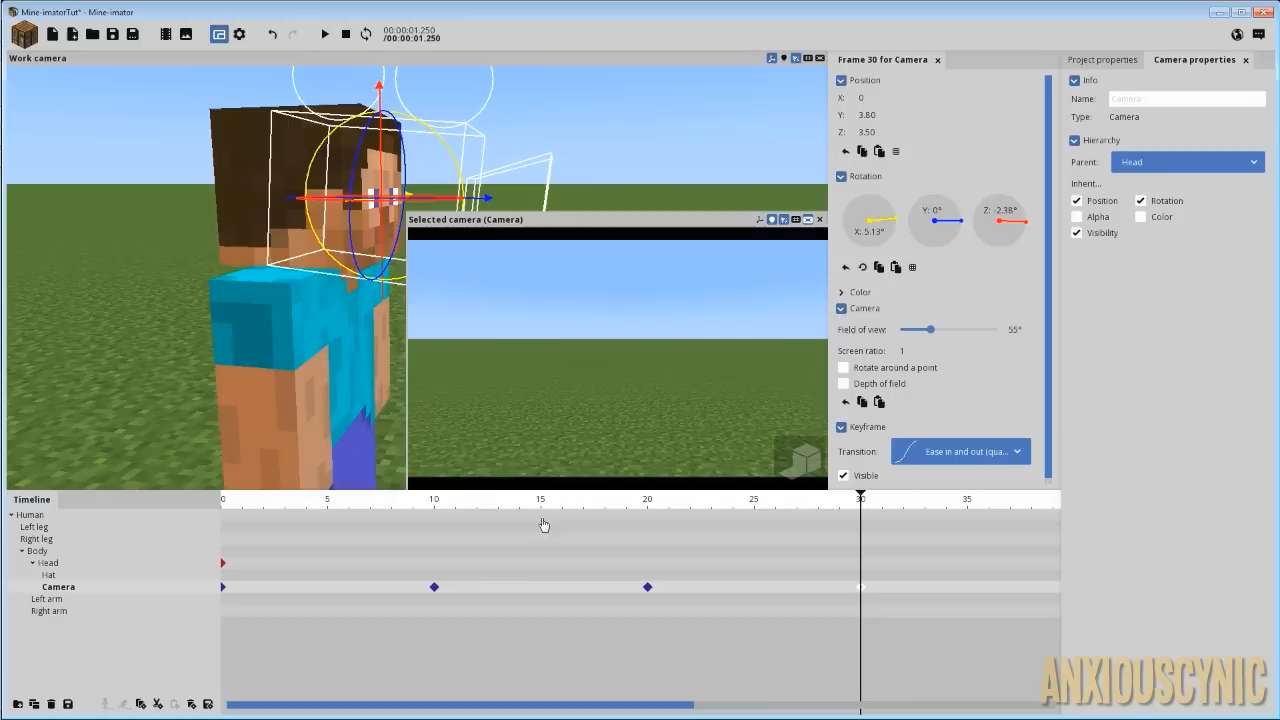 Mine-imatorTut* - Mine-imator
00:00:01.250
/00:00:01.250
Work camera
Selected camera (Camera)
Frame 30 for Camera
Position
X: 0
Y: 3.80
Z: 3.50
Rotation
X: 5.13°
Y: 0°
Z: -2.38°
Color
Camera
Field of view: 55°
Screen ratio: 1
Rotate around a point
Depth of field
Keyframe
Transition: Ease in and out (qua...
Visible
Project properties
Camera properties
Info
Name: Camera
Type: Camera
Hierarchy
Parent: Head
Inherit...
Position Rotation
Alpha Color
Visibility
Timeline
0 5 10 15 20 25 30 35
Human
Left leg
Right leg
Body
Head
Hat
Camera
Left arm
Right arm
ANXIOUSCYNIC